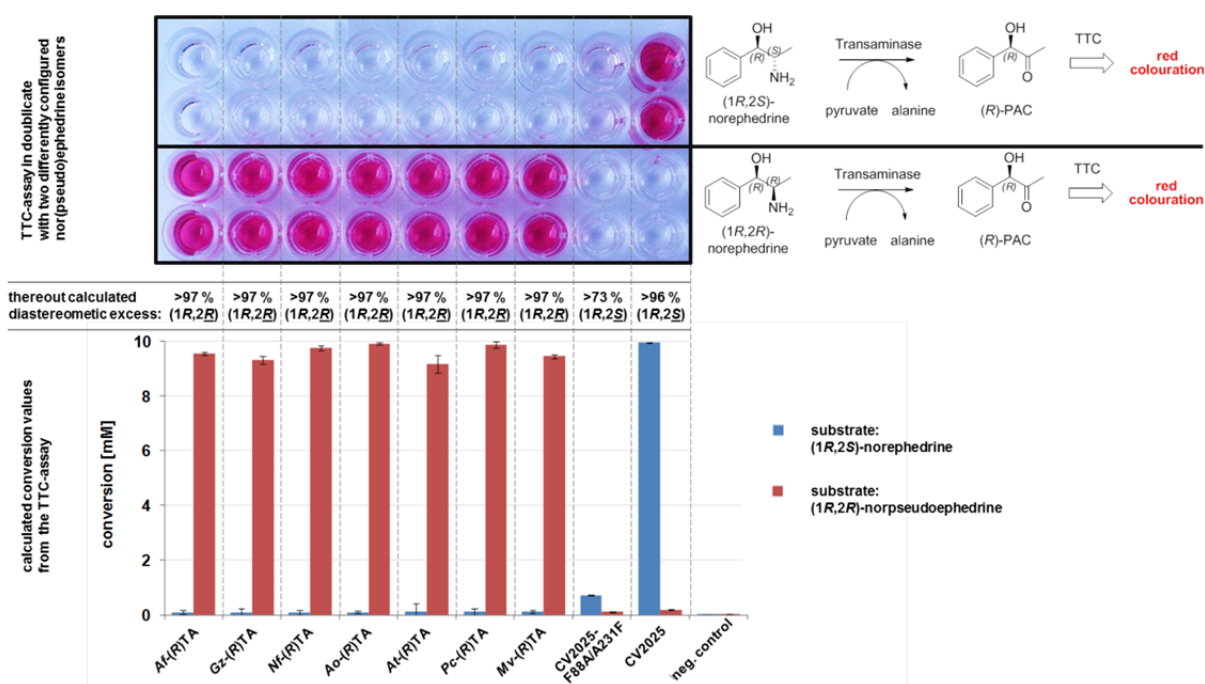 TTC-assay in doublicate
with two differently configured
nor(pseudo)ephedrine isomers
OH
(R)
(S)
NH2
(1R,2S)-
norephedrine
Transaminase
pyruvate
alanine
OH
(R)
O
(R)-PAC
TTC
red
colouration
OH
(R)
(R)
NH2
(1R,2R)-
norephedrine
Transaminase
pyruvate
alanine
OH
(R)
O
(R)-PAC
TTC
red
colouration
thereout calculated
diastereometic excess:
>97 %
(1R,2R)
>97 %
(1R,2R)
>97 %
(1R,2R)
>97 %
(1R,2R)
>97 %
(1R,2R)
>97 %
(1R,2R)
>97 %
(1R,2R)
>73 %
(1R,2S)
>96 %
(1R,2S)
calculated conversion values
from the TTC-assay
conversion [mM]
10
8
6
4
2
0
Af-(R)TA
Gz-(R)TA
Nf-(R)TA
Ao-(R)TA
At-(R)TA
Pc-(R)TA
Mv-(R)TA
CV2025-
F88A/A231F
CV2025
neg. control
substrate:
(1R,2S)-norephedrine
substrate:
(1R,2R)-norpseudoephedrine